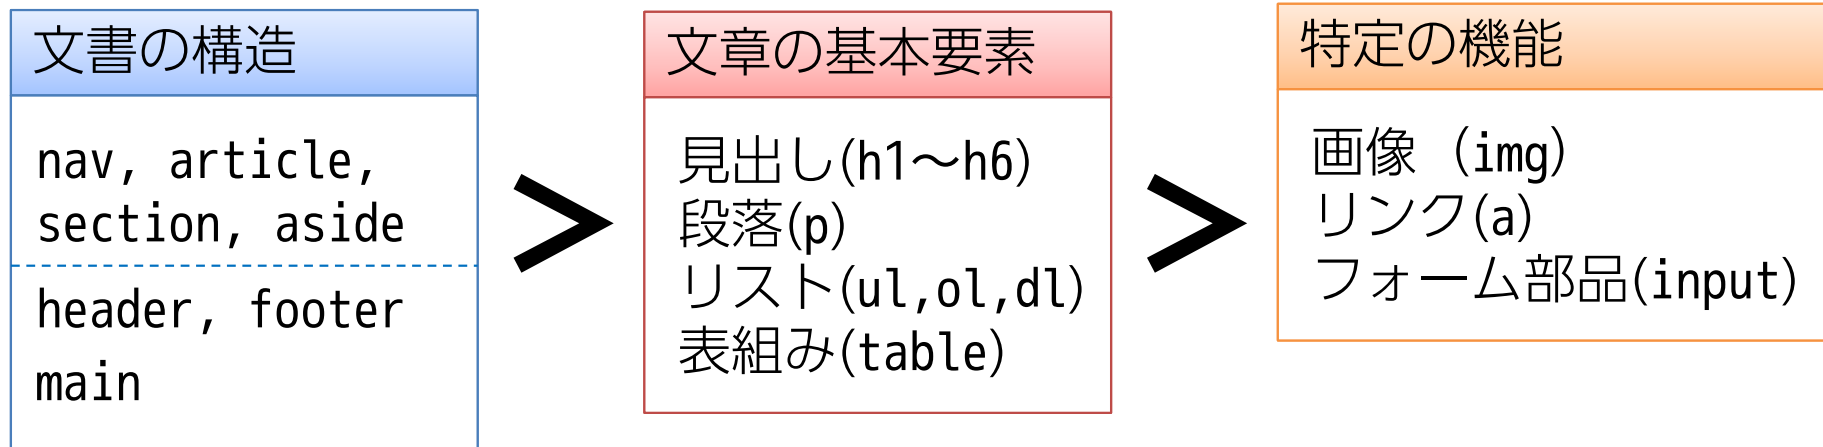 文書の構造
nav, article,
section, aside
header, footer
main
>
文章の基本要素
見出し(h1～h6)
段落(p)
リスト(ul,ol,dl)
表組み(table)
>
特定の機能
画像（img）
リンク(a)
フォーム部品(input)